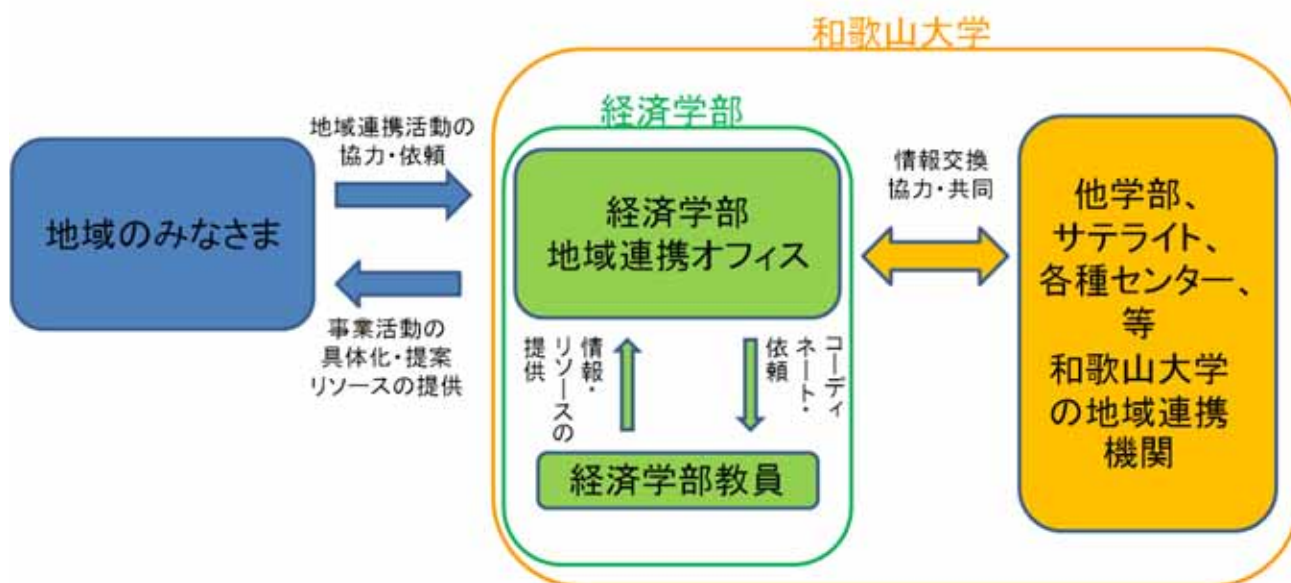 和歌山大学
経済学部
地域連携活動の
協力・依頼
地域のみなさま
事業活動の
具体化・提案
リソースの提供
経済学部
地域連携オフィス
情報・
リソースの
提供
コーディ
ネート・
依頼
経済学部教員
情報交換
協力・共同
他学部、
サテライト、
各種センター、
等
和歌山大学
の地域連携
機関